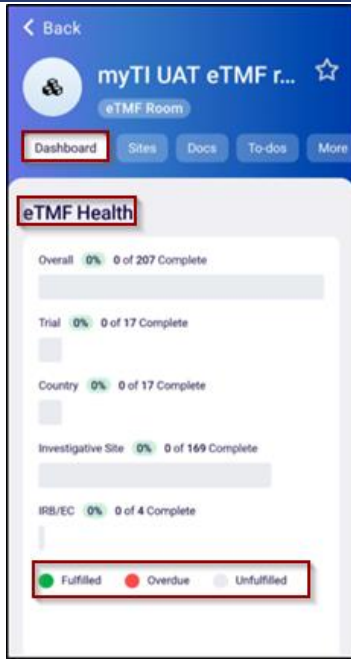 Back
myTI UAT eTMF r...
eTMF Room
Dashboard Sites Docs To-dos More
eTMF Health
Overall 0% 0 of 207 Complete
Trial 0% 0 of 17 Complete
Country 0% 0 of 17 Complete
Investigative Site 0% 0 of 169 Complete
IRB/EC 0% 0 of 4 Complete
Fulfilled Overdue Unfulfilled